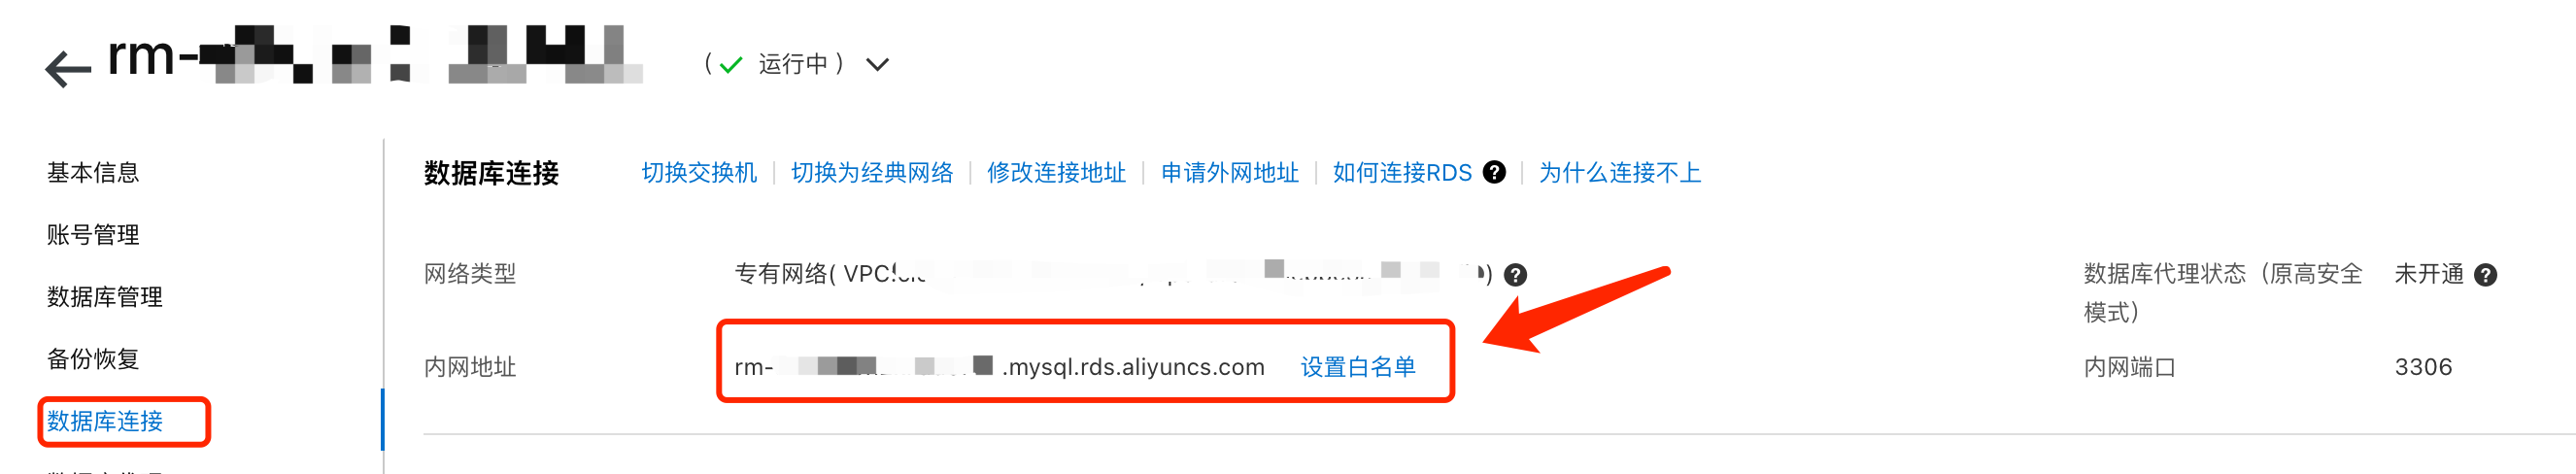 rm-
( 运行中 )
基本信息
账号管理
数据库管理
备份恢复
数据库连接
数据库连接
切换交换机 | 切换为经典网络 | 修改连接地址 | 申请外网地址 | 如何连接RDS ? | 为什么连接不上
网络类型 专有网络( VPC: ) ?
数据库代理状态（原高安全模式） 未开通 ?
内网地址 rm- .mysql.rds.aliyuncs.com 设置白名单
内网端口 3306